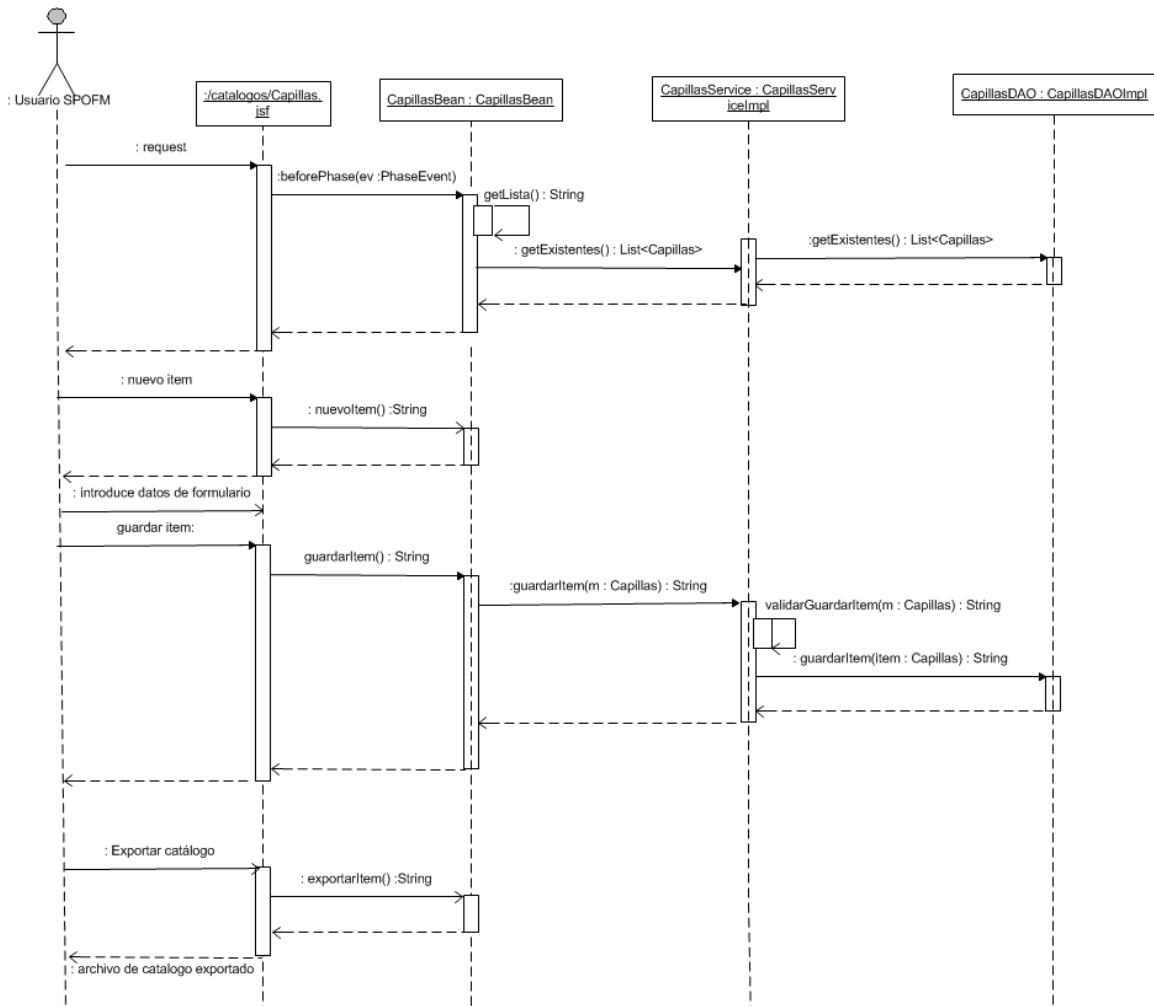 : Usuario SPOFM
:/catalogos/Capillas.
jsf
CapillasBean : CapillasBean
CapillasService : CapillasServ
iceImpl
CapillasDAO : CapillasDAOImpl
: request
:beforePhase(ev :PhaseEvent)
getLista() : String
: getExistentes() : List<Capillas>
:getExistentes() : List<Capillas>
: nuevo item
: nuevoItem() :String
: introduce datos de formulario
guardar item:
guardarItem() : String
:guardarItem(m : Capillas) : String
validarGuardarItem(m : Capillas) : String
: guardarItem(item : Capillas) : String
: Exportar catálogo
: exportarItem() :String
: archivo de catalogo exportado